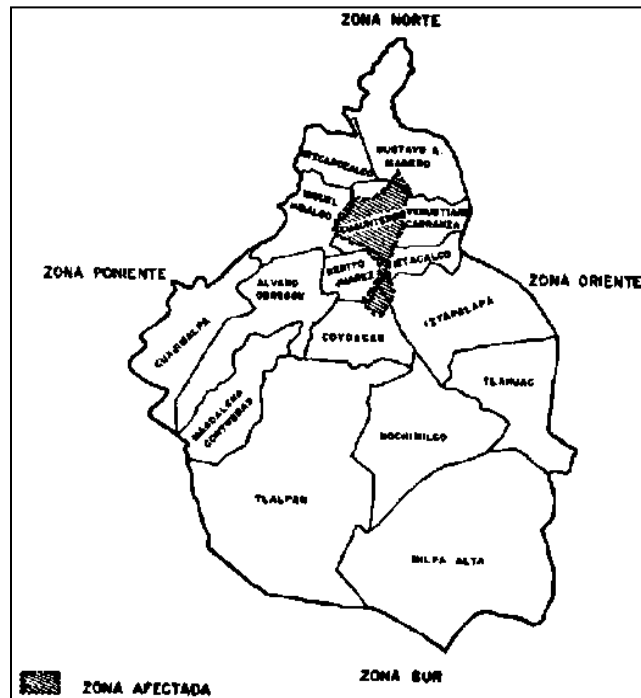 ZONA NORTE
GUSTAVO A.
MADERO
AZCAPOTZALCO
MIGUEL
HIDALGO
CUAUHTEMOC
VENUSTIANO
CARRANZA
ZONA PONIENTE
ALVARO
OBREGON
BENITO
JUAREZ
IZTACALCO
ZONA ORIENTE
CUAJIMALPA
COYOACAN
IZTAPALAPA
TLAHUAC
MAGDALENA
CONTRERAS
XOCHIMILCO
TLALPAN
MILPA ALTA
ZONA AFECTADA
ZONA SUR